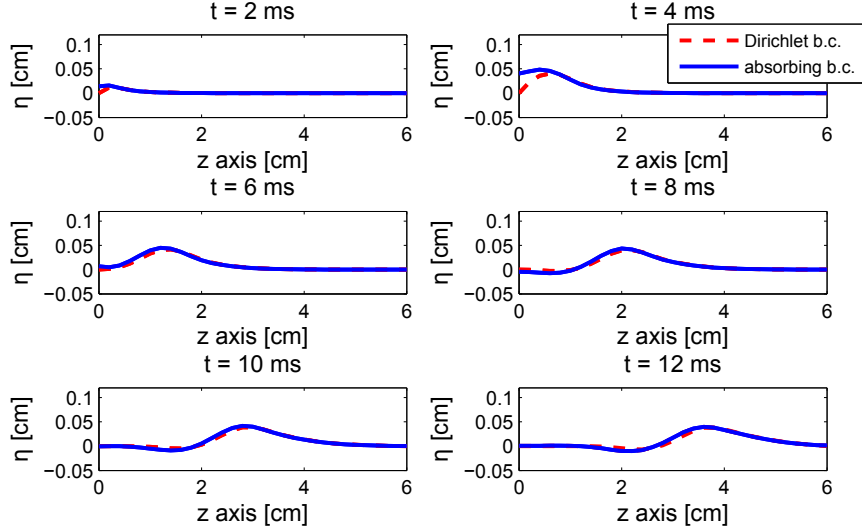 t = 2 ms
t = 4 ms
Dirichlet b.c.
absorbing b.c.
η [cm]
0.1
0.05
0
−0.05
0 2 4 6
z axis [cm]
η [cm]
0.1
0.05
0
−0.05
0 2 4 6
z axis [cm]
t = 6 ms
t = 8 ms
η [cm]
0.1
0.05
0
−0.05
0 2 4 6
z axis [cm]
η [cm]
0.1
0.05
0
−0.05
0 2 4 6
z axis [cm]
t = 10 ms
t = 12 ms
η [cm]
0.1
0.05
0
−0.05
0 2 4 6
z axis [cm]
η [cm]
0.1
0.05
0
−0.05
0 2 4 6
z axis [cm]